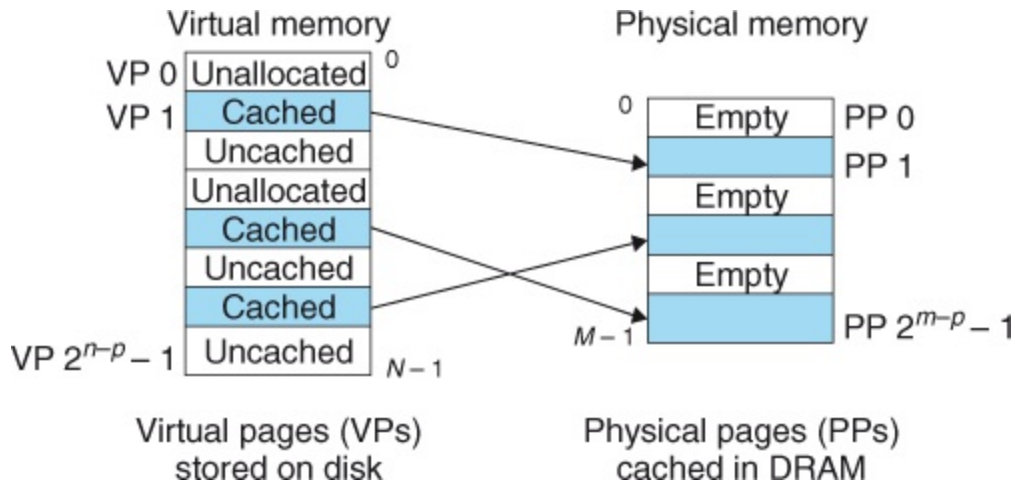 Virtual memory
0
VP 0 Unallocated
VP 1 Cached
Uncached
Unallocated
Cached
Uncached
Cached
VP 2^{n–p} – 1 Uncached
N – 1
Virtual pages (VPs)
stored on disk
Physical memory
0
Empty PP 0
PP 1
Empty
Empty
M – 1
PP 2^{m–p} – 1
Physical pages (PPs)
cached in DRAM